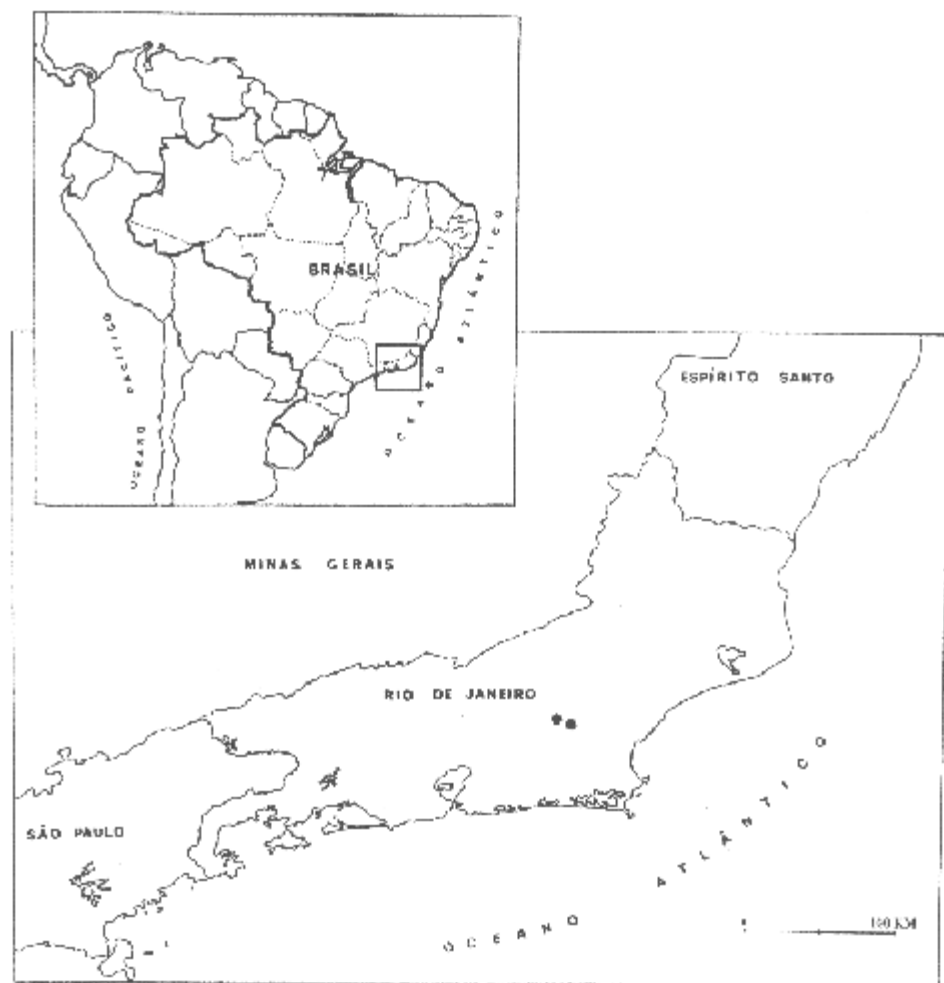 BRASIL
OCEANO PACIFICO
OCEANO ATLÂNTICO
ESPÍRITO SANTO
MINAS GERAIS
RIO DE JANEIRO
SÃO PAULO
OCEANO ATLÂNTICO
100 KM